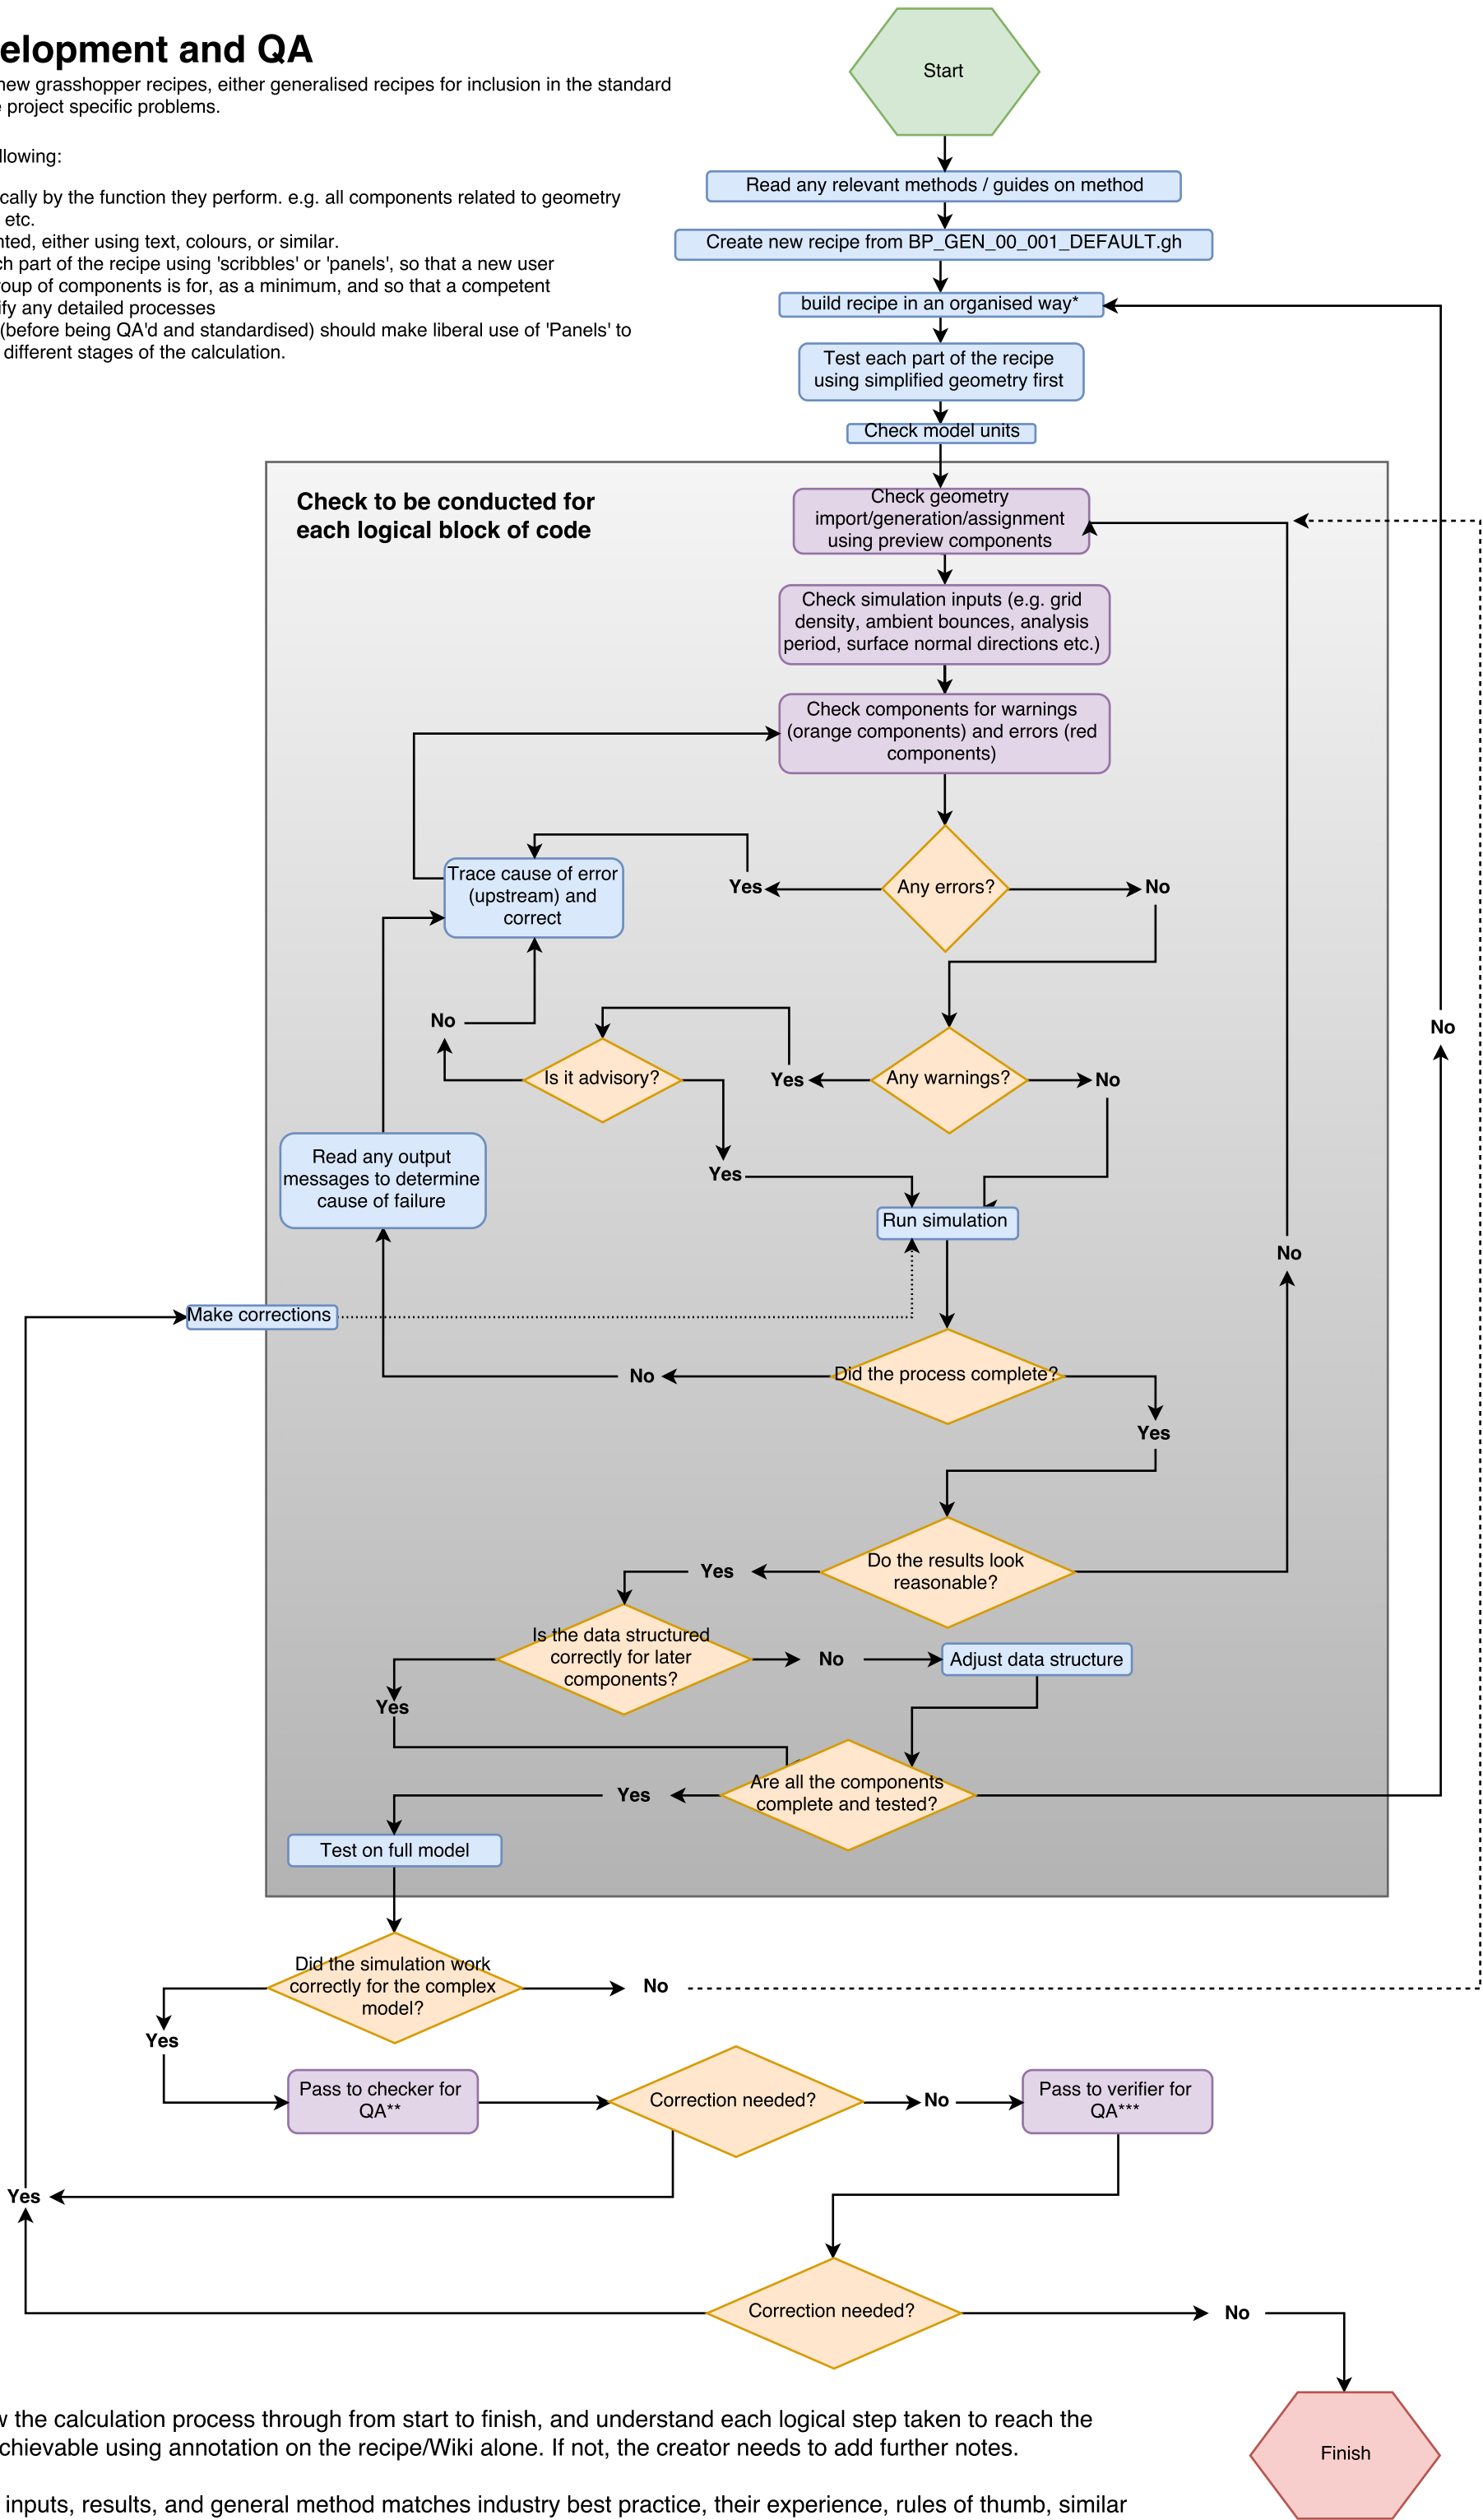 elopment and QA
new grasshopper recipes, either generalised recipes for inclusion in the standard
project specific problems.
llowing:
cally by the function they perform. e.g. all components related to geometry
etc.
nted, either using text, colours, or similar.
ch part of the recipe using 'scribbles' or 'panels', so that a new user
roup of components is for, as a minimum, and so that a competent
ify any detailed processes
(before being QA'd and standardised) should make liberal use of 'Panels' to
different stages of the calculation.
Start
Read any relevant methods / guides on method
Create new recipe from BP_GEN_00_001_DEFAULT.gh
build recipe in an organised way*
Test each part of the recipe
using simplified geometry first
Check model units
Check to be conducted for
each logical block of code
Check geometry
import/generation/assignment
using preview components
Check simulation inputs (e.g. grid
density, ambient bounces, analysis
period, surface normal directions etc.)
Check components for warnings
(orange components) and errors (red
components)
Trace cause of error
(upstream) and
correct
Yes
Any errors?
No
No
Is it advisory?
Yes
Any warnings?
No
No
Read any output
messages to determine
cause of failure
Yes
Run simulation
No
Make corrections
No
Did the process complete?
Yes
Yes
Do the results look
reasonable?
Is the data structured
correctly for later
components?
No
Adjust data structure
Yes
Yes
Are all the components
complete and tested?
Test on full model
Did the simulation work
correctly for the complex
model?
No
Yes
Pass to checker for
QA**
Correction needed?
No
Pass to verifier for
QA***
Yes
Correction needed?
No
Finish
w the calculation process through from start to finish, and understand each logical step taken to reach the
chievable using annotation on the recipe/Wiki alone. If not, the creator needs to add further notes.
inputs, results, and general method matches industry best practice, their experience, rules of thumb, similar